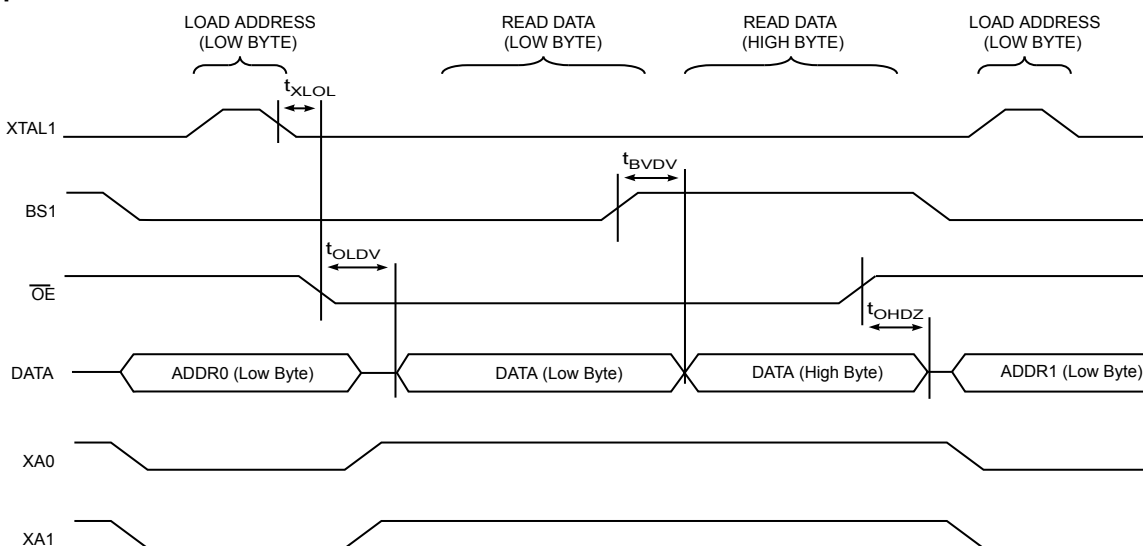 LOAD ADDRESS
(LOW BYTE)
READ DATA
(LOW BYTE)
READ DATA
(HIGH BYTE)
LOAD ADDRESS
(LOW BYTE)
tXLOL
XTAL1
tBVDV
BS1
tOLDV
OE
tOHDZ
DATA
ADDR0 (Low Byte)
DATA (Low Byte)
DATA (High Byte)
ADDR1 (Low Byte)
XA0
XA1